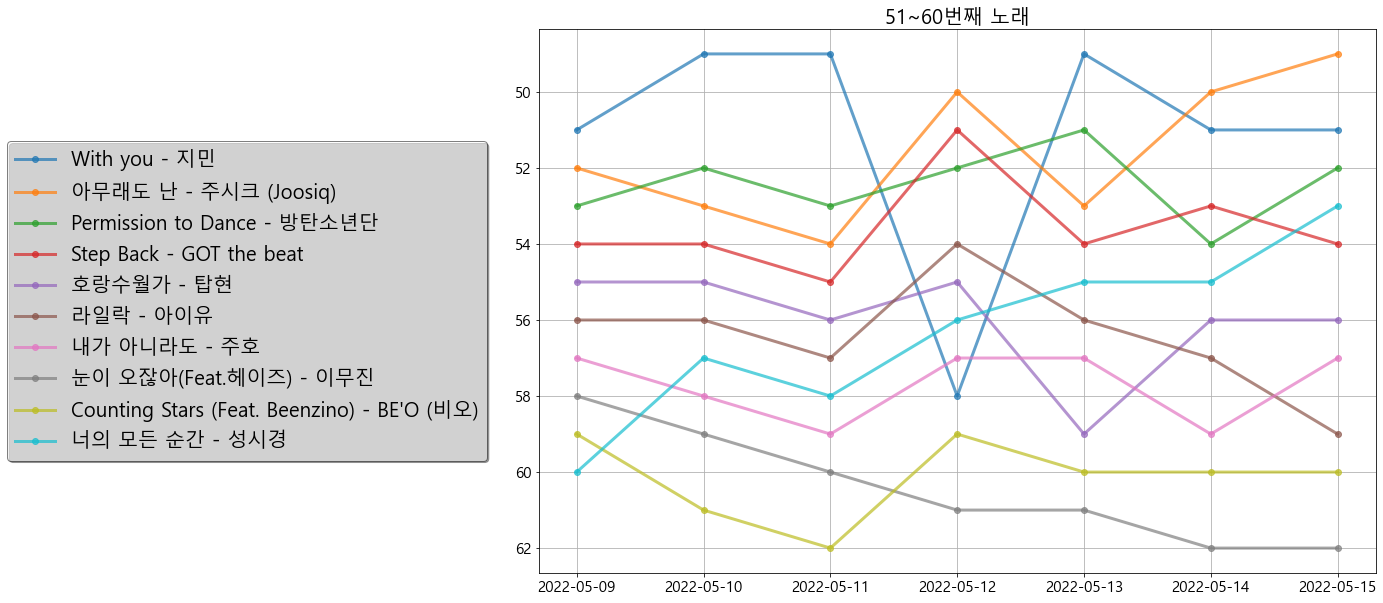 51~60번째 노래
With you - 지민
아무래도 난 - 주시크 (Joosiq)
Permission to Dance - 방탄소년단
Step Back - GOT the beat
호랑수월가 - 탑현
라일락 - 아이유
내가 아니라도 - 주호
눈이 오잖아(Feat.헤이즈) - 이무진
Counting Stars (Feat. Beenzino) - BE'O (비오)
너의 모든 순간 - 성시경
50
52
54
56
58
60
62
2022-05-09 2022-05-10 2022-05-11 2022-05-12 2022-05-13 2022-05-14 2022-05-15